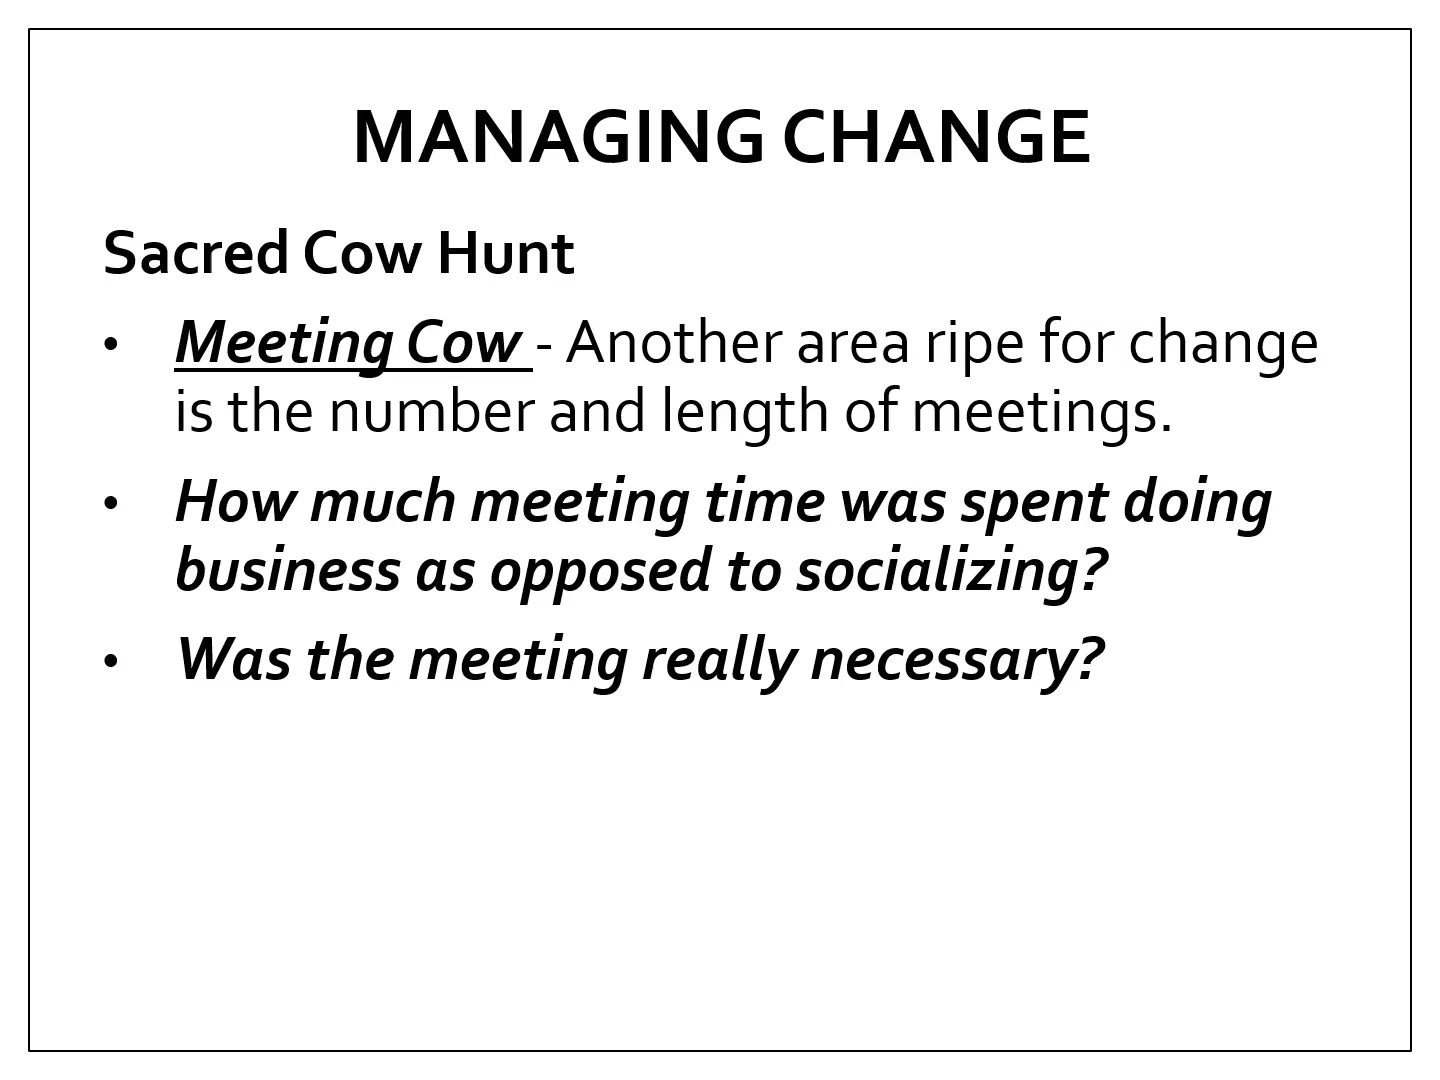 MANAGING CHANGE
Sacred Cow Hunt
• Meeting Cow - Another area ripe for change
is the number and length of meetings.
• How much meeting time was spent doing
business as opposed to socializing?
• Was the meeting really necessary?